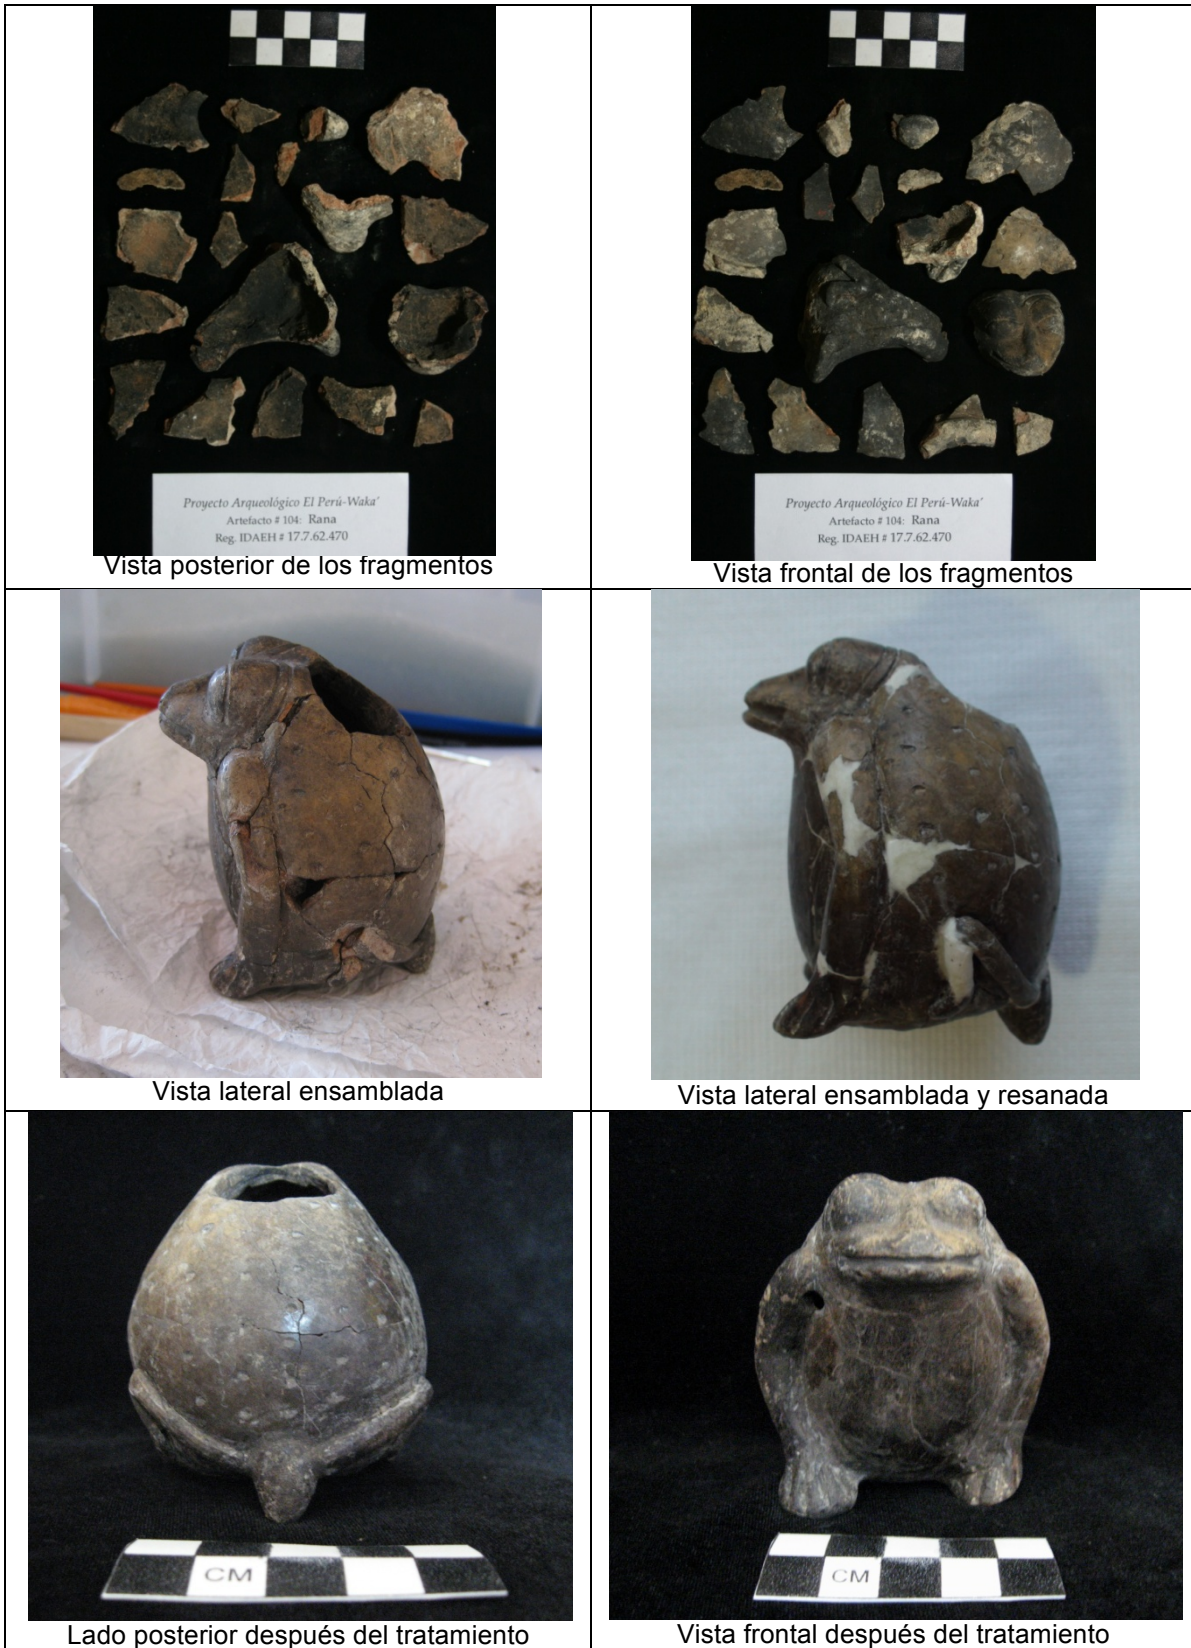 Proyecto Arqueológico El Perú-Waka'
Artefacto # 104: Rana
Reg. IDAEH # 17.7.62.470
Vista posterior de los fragmentos
Proyecto Arqueológico El Perú-Waka'
Artefacto # 104: Rana
Reg. IDAEH # 17.7.62.470
Vista frontal de los fragmentos
Vista lateral ensamblada
Vista lateral ensamblada y resanada
CM
Lado posterior después del tratamiento
CM
Vista frontal después del tratamiento